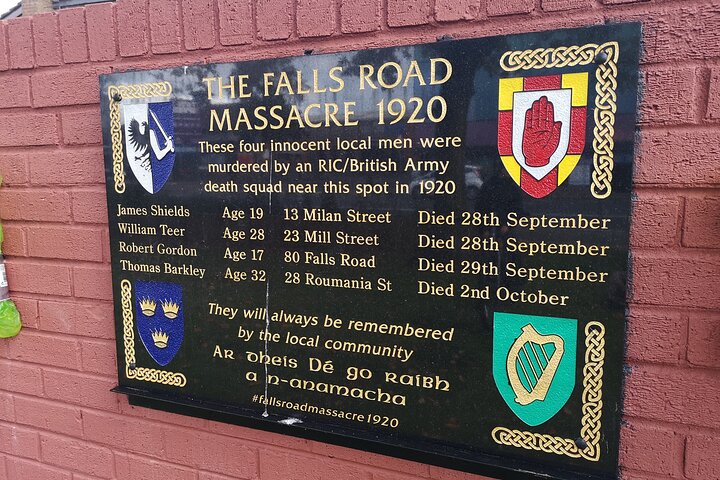 THE FALLS ROAD
MASSACRE 1920
These four innocent local men were
murdered by an RIC/British Army
death squad near this spot in 1920
James Shields Age 19 13 Milan Street Died 28th September
William Teer Age 28 23 Mill Street Died 28th September
Robert Gordon Age 17 80 Falls Road Died 29th September
Thomas Barkley Age 32 28 Roumania St Died 2nd October
They will always be remembered
by the local community
Ar dheis Dé go raibh
a n-anamacha
#fallsroadmassacre1920